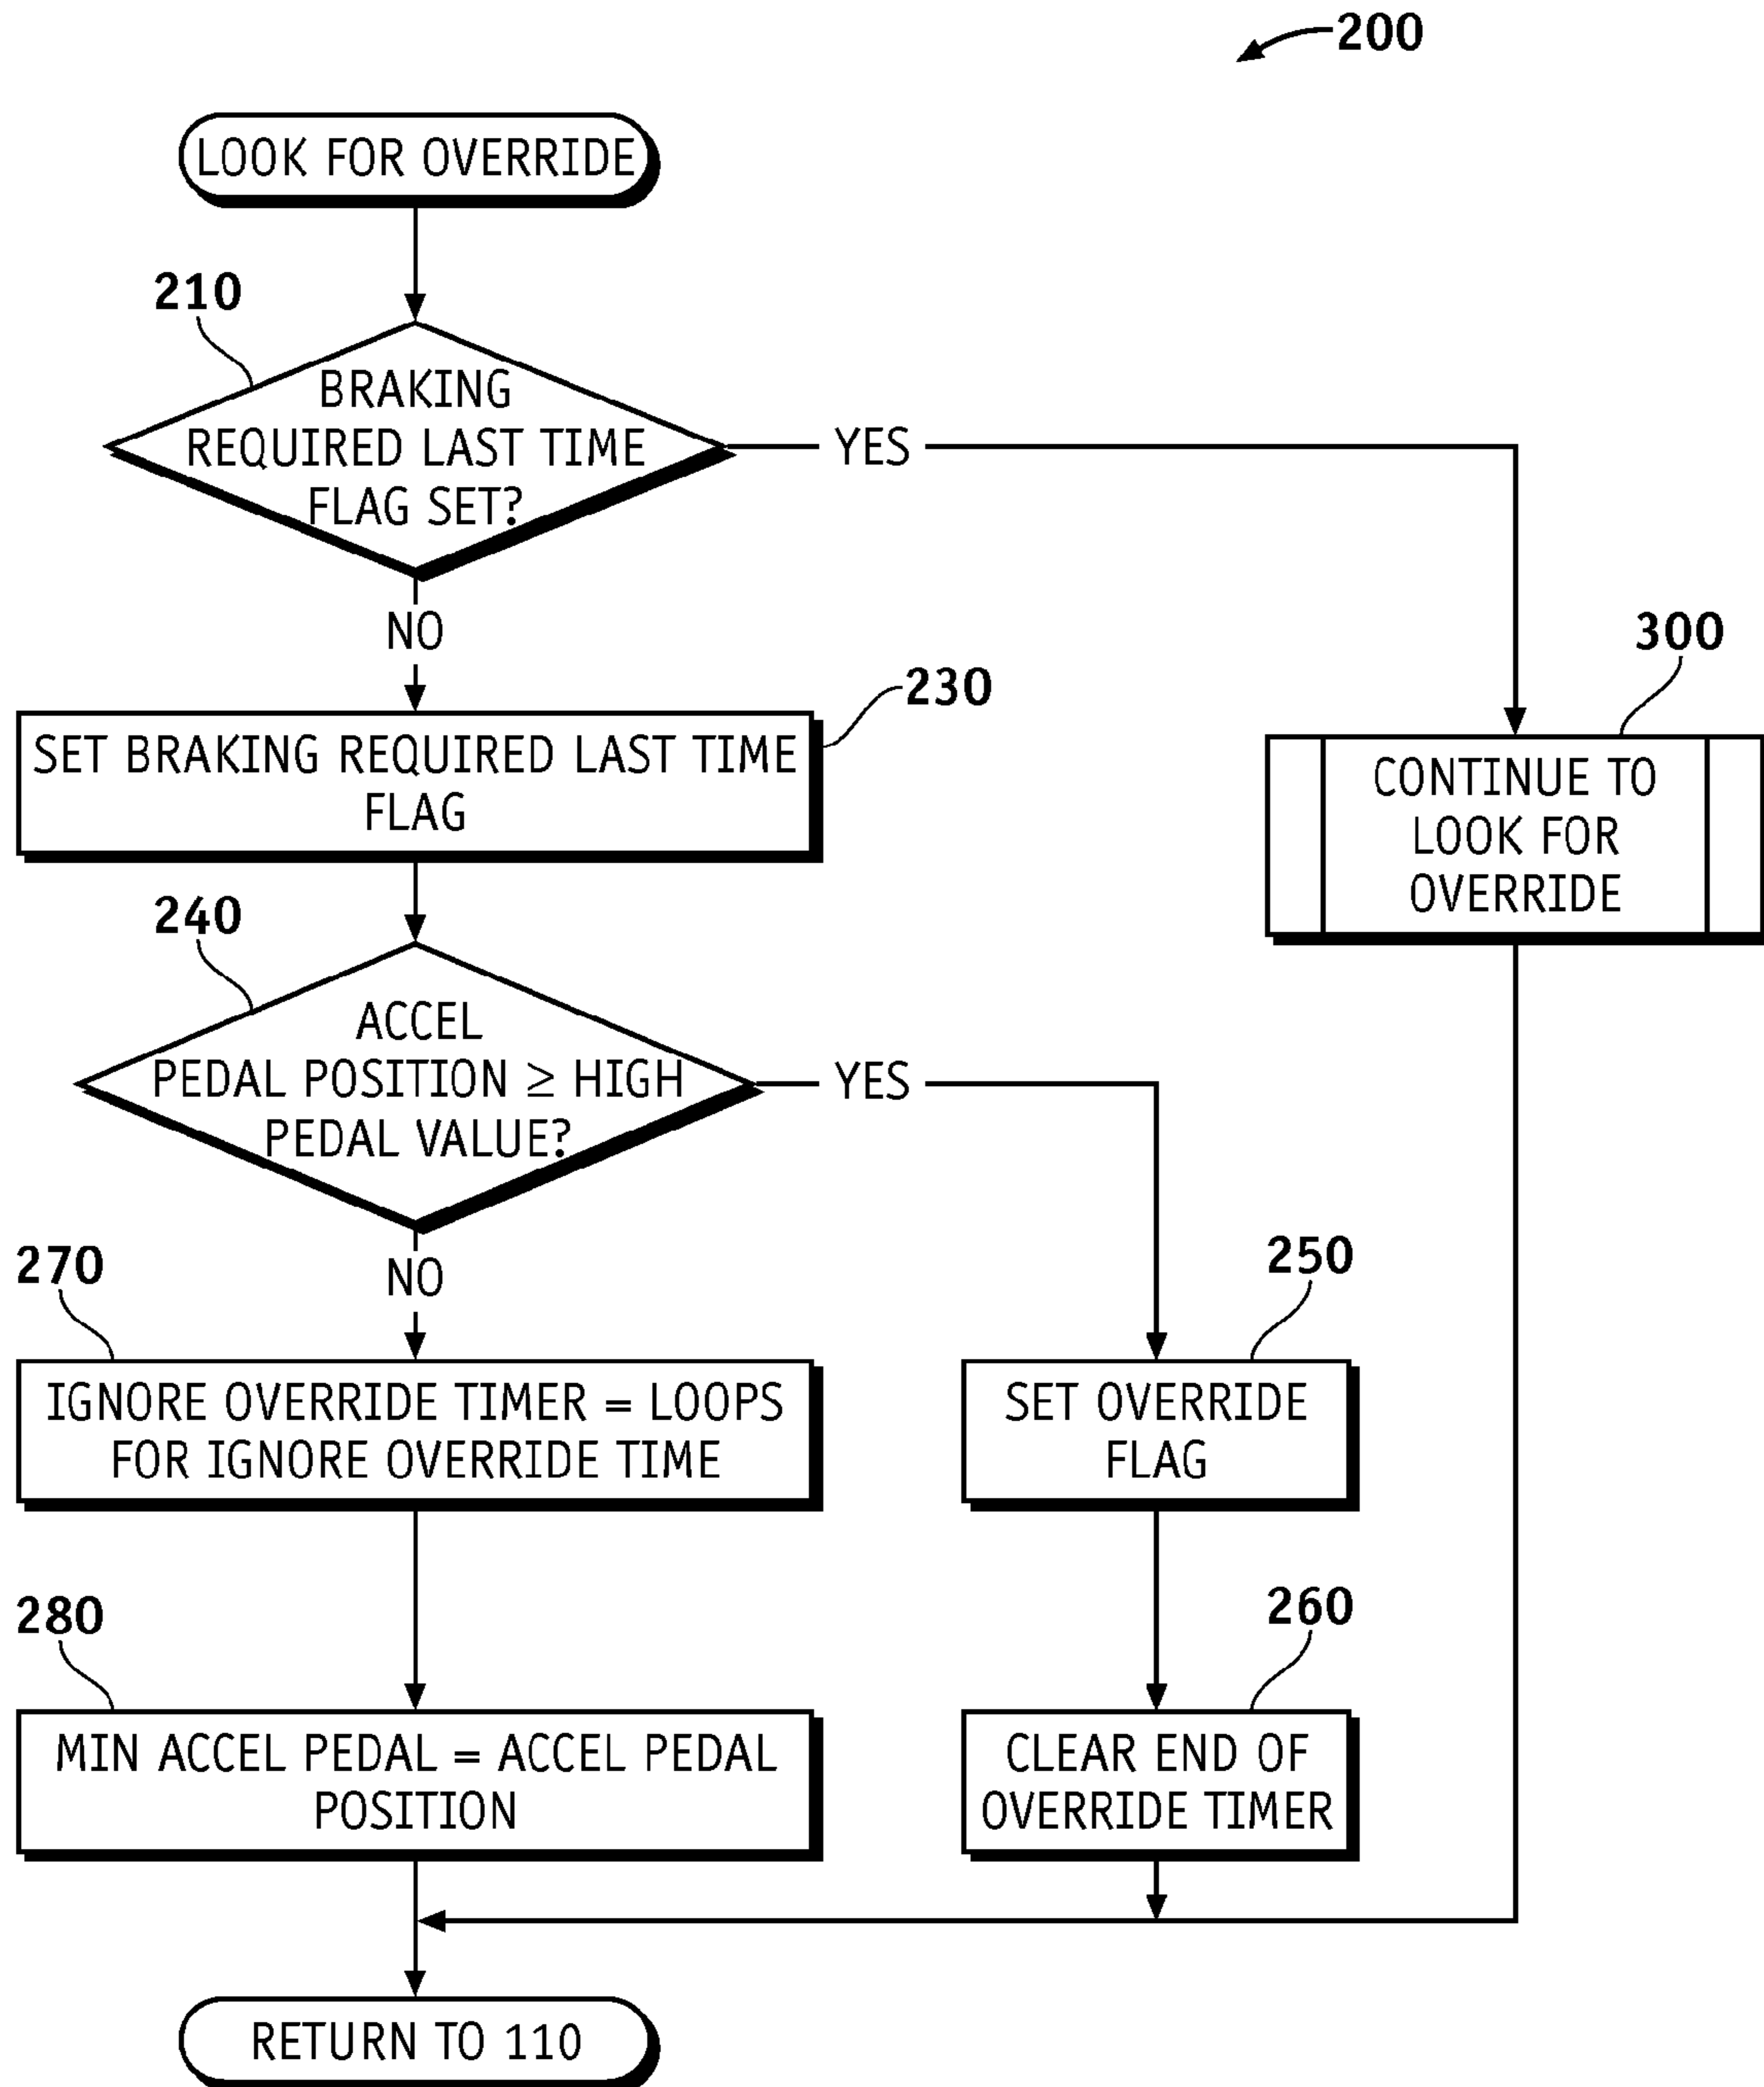 200
LOOK FOR OVERRIDE
210
BRAKING
REQUIRED LAST TIME
FLAG SET?
YES
NO
300
230
SET BRAKING REQUIRED LAST TIME
FLAG
CONTINUE TO
LOOK FOR
OVERRIDE
240
ACCEL
PEDAL POSITION ≥ HIGH
PEDAL VALUE?
YES
NO
270
250
IGNORE OVERRIDE TIMER = LOOPS
FOR IGNORE OVERRIDE TIME
SET OVERRIDE
FLAG
280
260
MIN ACCEL PEDAL = ACCEL PEDAL
POSITION
CLEAR END OF
OVERRIDE TIMER
RETURN TO 110